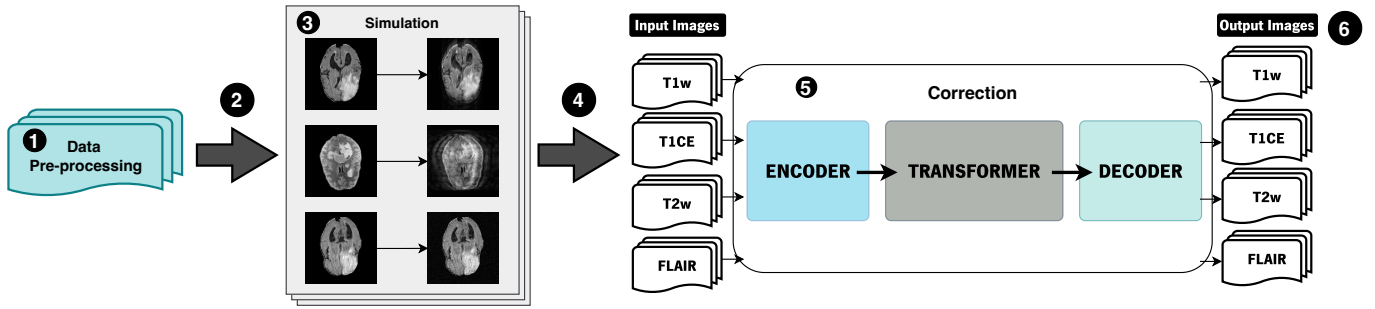 1
Data
Pre-processing
2
3
Simulation
4
Input Images
T1w
T1CE
T2w
FLAIR
5
Correction
ENCODER
TRANSFORMER
DECODER
Output Images
6
T1w
T1CE
T2w
FLAIR